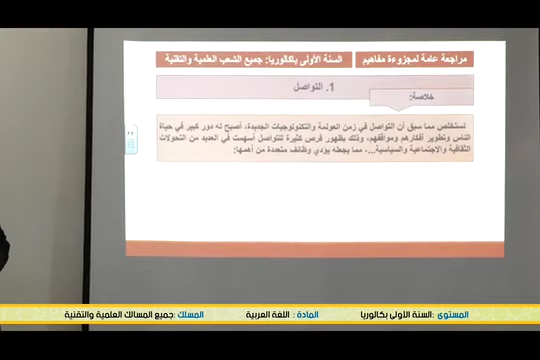 مراجعة عامة لمجزوءة مفاهيم
السنة الأولى باكالوريا: جميع الشعب العلمية والتقنية
1. التواصل
خلاصة:
نستخلص مما سبق أن التواصل في زمن العولمة والتكنولوجيات الجديدة، أصبح له دور كبير في حياة
الناس وتطوير أفكارهم ومواقفهم، وذلك بظهور فرص كثيرة للتواصل أسهمت في العديد من التحولات
الثقافية والاجتماعية والسياسية...، مما يجعله يؤدي وظائف متعددة من أهمها:
المستوى :السنة الأولى بكالوريا
المادة : اللغة العربية
المسلك :جميع المسالك العلمية والتقنية